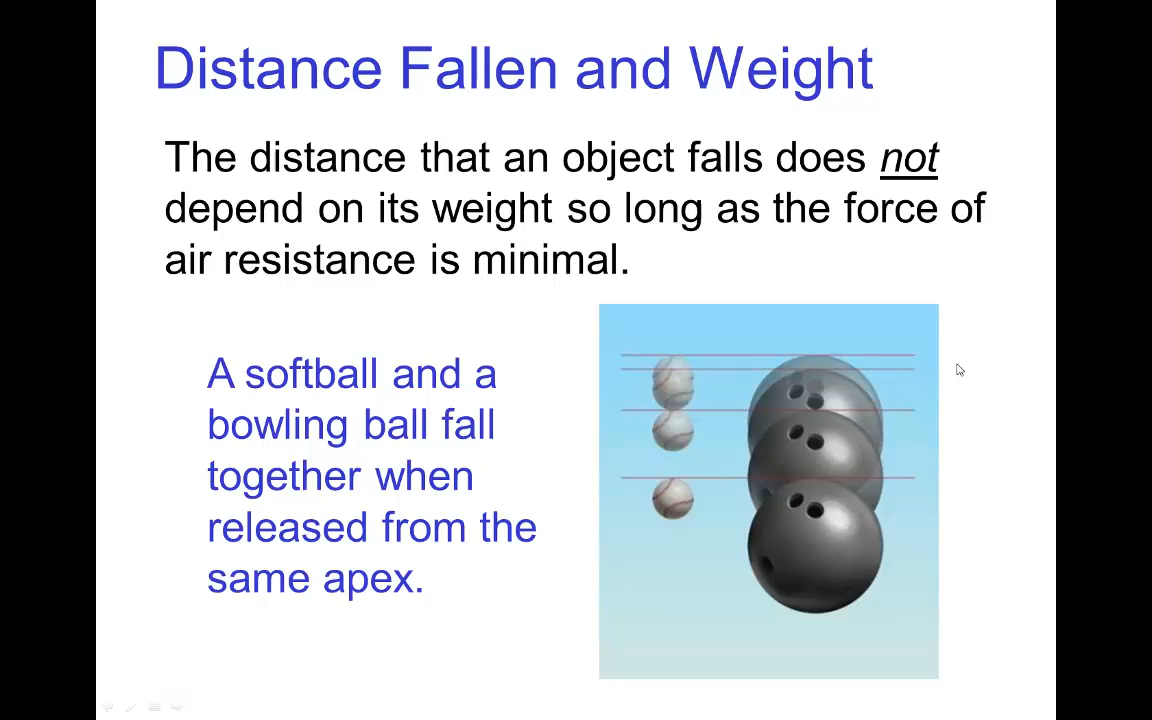 Distance Fallen and Weight
The distance that an object falls does not
depend on its weight so long as the force of
air resistance is minimal.
A softball and a
bowling ball fall
together when
released from the
same apex.